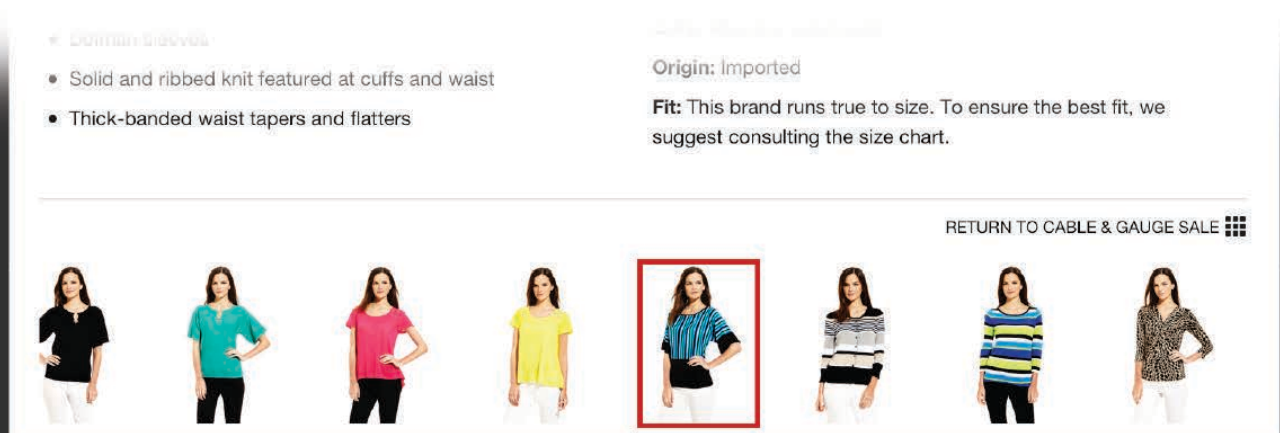 Dolman sleeves
Solid and ribbed knit featured at cuffs and waist
Thick-banded waist tapers and flatters
Origin: Imported
Fit: This brand runs true to size. To ensure the best fit, we
suggest consulting the size chart.
RETURN TO CABLE & GAUGE SALE